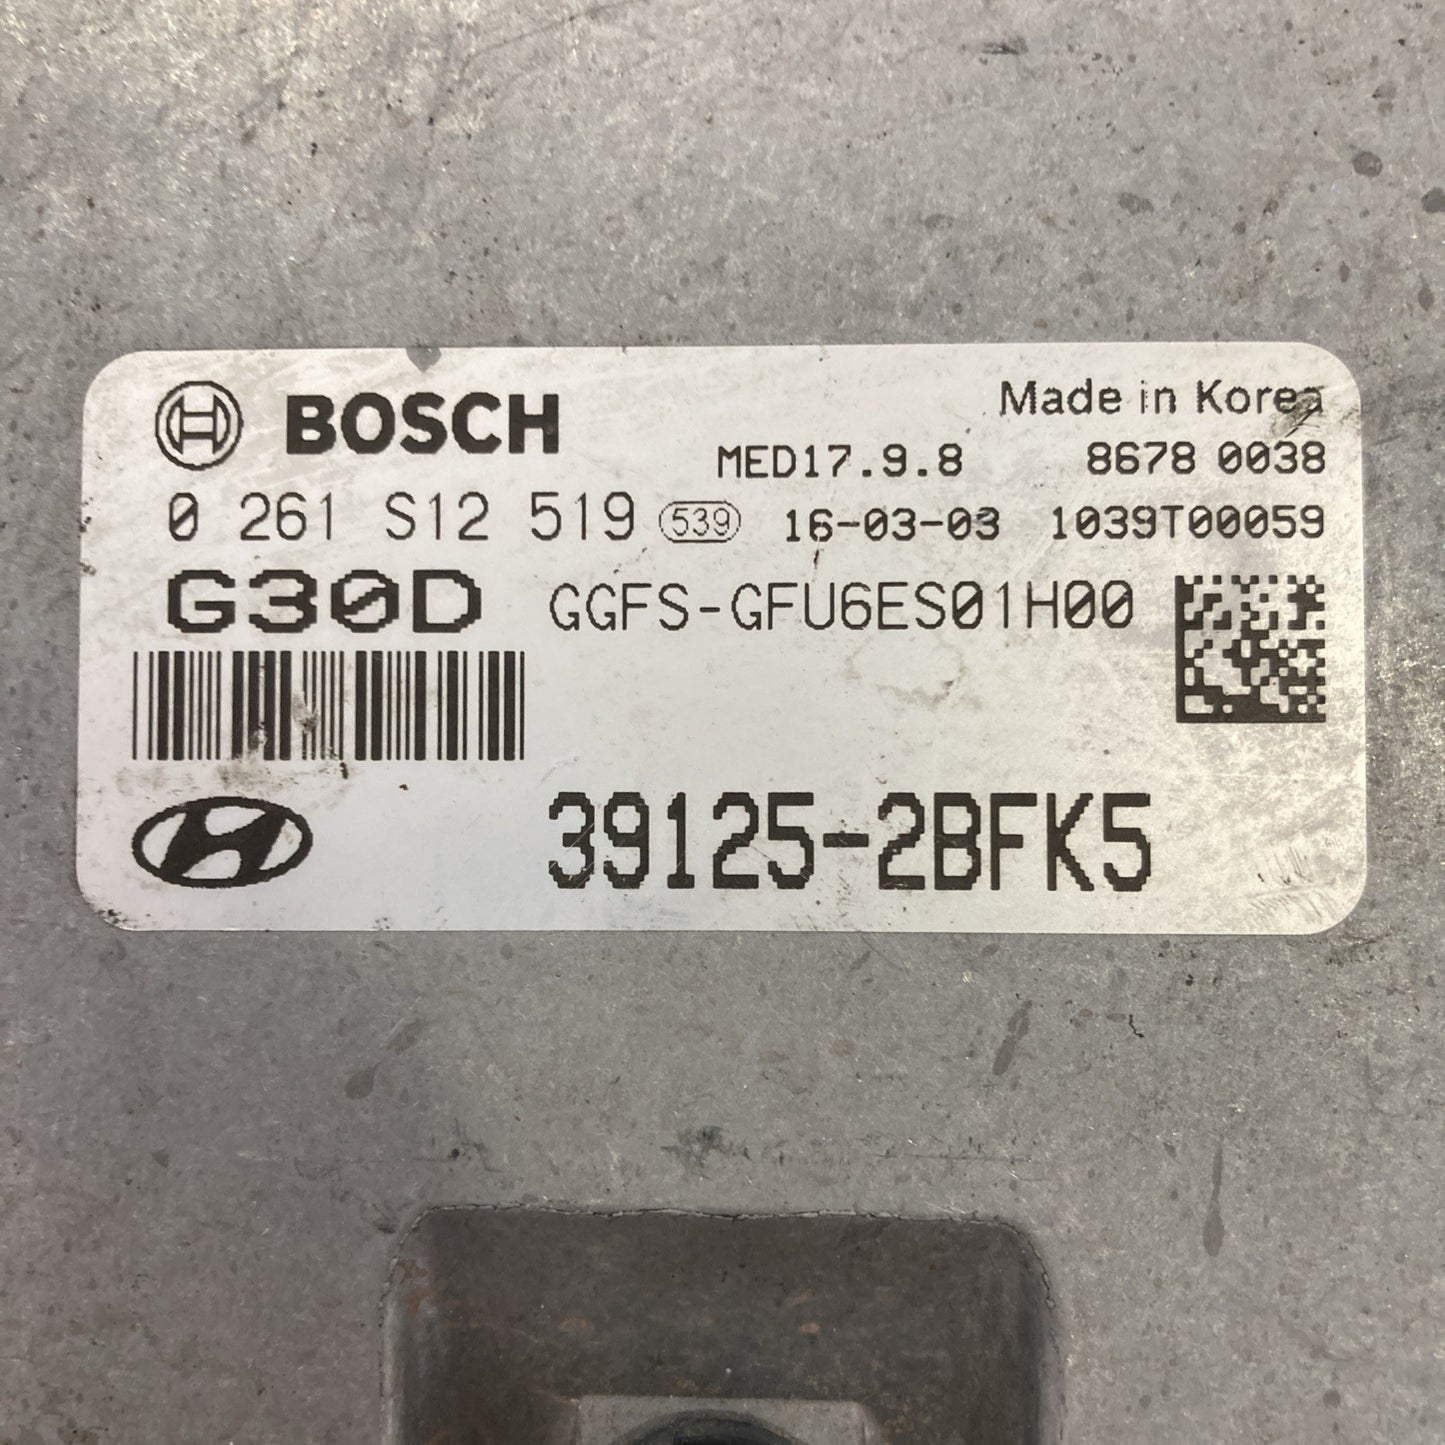 BOSCH
Made in Korea
MED17.9.8 8678 0038
0 261 S12 519 539 16-03-03 1039T00059
G30D GGFS-GFU6ES01H00
39125-2BFK5